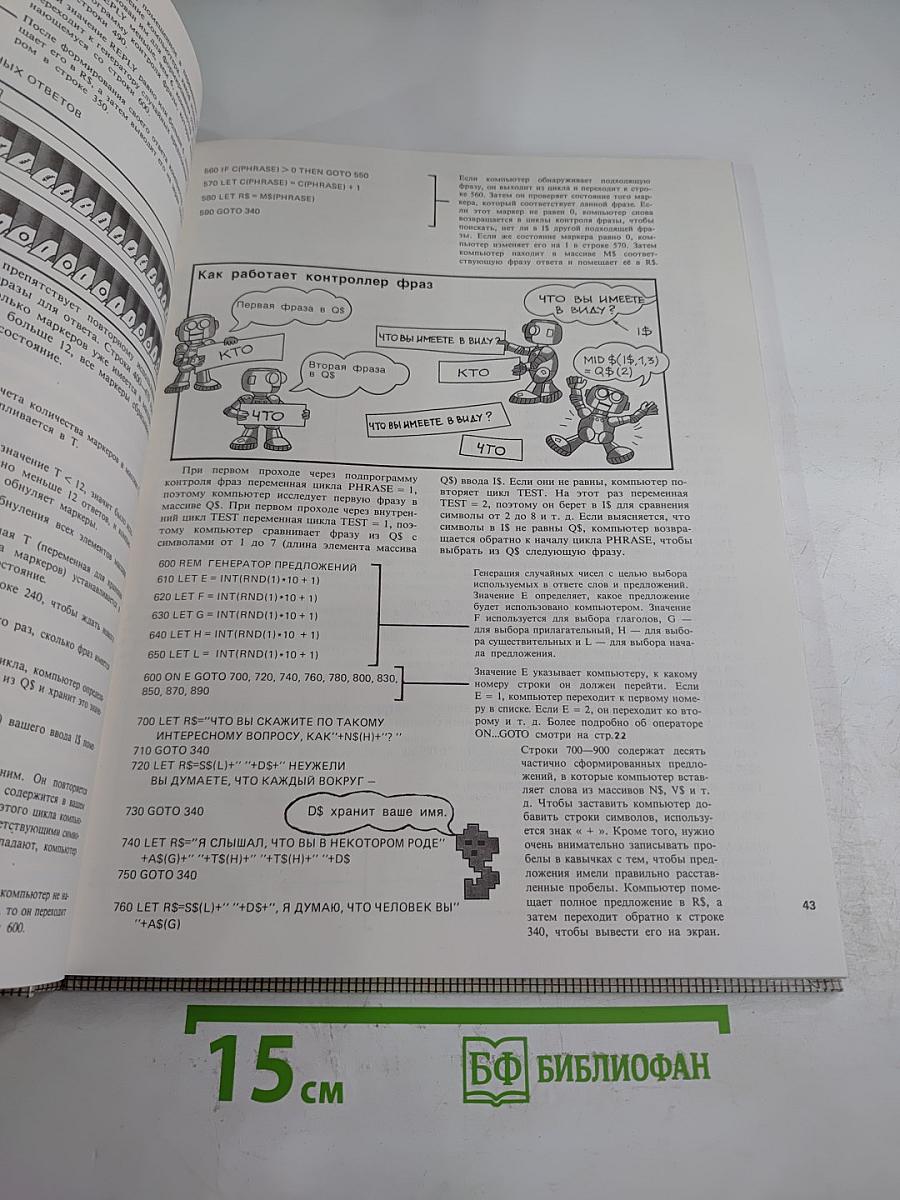 560 IF C(PHRASE) > 0 THEN GOTO 550
570 LET C(PHRASE) = C(PHRASE) + 1
580 LET R$ = M$(PHRASE)
590 GOTO 340
Если компьютер обнаруживает подходящую
фразу, он выходит из цикла и переходит к стро-
ке 560. Затем он проверяет состояние того мар-
кера, который соответствует данной фразе. Ес-
ли этот маркер не равен 0, компьютер снова
возвращается в циклы контроля фразы, чтобы
поискать, нет ли в I$ другой подходящей фра-
зы. Если же состояние маркера равно 0, ком-
пьютер изменяет его на 1 в строке 570. Затем
компьютер находит в массиве M$ соответ-
ствующую фразу ответа и помещает её в R$.
Как работает контроллер фраз
Первая фраза в Q$
КТО
Вторая фраза
в Q$
ЧТО
ЧТО ВЫ ИМЕЕТЕ В ВИДУ?
КТО
ЧТО ВЫ ИМЕЕТЕ В ВИДУ?
ЧТО
ЧТО ВЫ ИМЕЕТЕ
В ВИДУ?
I$
MID $(I$,1,3)
= Q$(2)
При первом проходе через подпрограмму
контроля фраз переменная цикла PHRASE = 1,
поэтому компьютер исследует первую фразу в
массиве Q$. При первом проходе через внутрен-
ний цикл TEST переменная цикла TEST = 1, поэ-
тому компьютер сравнивает фразу из Q$ с
символами от 1 до 7 (длина элемента массива
Q$) ввода I$. Если они не равны, компьютер по-
вторяет цикл TEST. На этот раз переменная
TEST = 2, поэтому он берет в I$ для сравнения
символы от 2 до 8 и т. д. Если выясняется, что
символы в I$ не равны Q$, компьютер возвра-
щается обратно к началу цикла PHRASE, чтобы
выбрать из Q$ следующую фразу.
600 REM ГЕНЕРАТОР ПРЕДЛОЖЕНИЙ
610 LET E = INT(RND(1)*10 + 1)
620 LET F = INT(RND(1)*10 + 1)
630 LET G = INT(RND(1)*10 + 1)
640 LET H = INT(RND(1)*10 + 1)
650 LET L = INT(RND(1)*10 + 1)
Генерация случайных чисел с целью выбора
используемых в ответе слов и предложений.
Значение E определяет, какое предложение
будет использовано компьютером. Значение
F используется для выбора глаголов, G —
для выбора прилагательный, H — для выбо-
ра существительных и L — для выбора нача-
ла предложения.
600 ON E GOTO 700, 720, 740, 760, 780, 800, 830,
850, 870, 890
Значение E указывает компьютеру, к какому
номеру строки он должен перейти. Если
E = 1, компьютер переходит к первому номе-
ру в списке. Если E = 2, он переходит ко вто-
рому и т. д. Более подробно об операторе
ON...GOTO смотри на стр.22
700 LET R$="ЧТО ВЫ СКАЖИТЕ ПО ТАКОМУ
ИНТЕРЕСНОМУ ВОПРОСУ, КАК"+N$(H)+"? "
710 GOTO 340
720 LET R$=S$(L)+" "+D$+" НЕУЖЕЛИ
ВЫ ДУМАЕТЕ, ЧТО КАЖДЫЙ ВОКРУГ —
730 GOTO 340
D$ хранит ваше имя.
740 LET R$="Я СЛЫШАЛ, ЧТО ВЫ В НЕКОТОРОМ РОДЕ"
+A$(G)+" "+T$(H)+" "+T$(H)+" "+D$
750 GOTO 340
760 LET R$=S$(L)+" "+D$+", Я ДУМАЮ, ЧТО ЧЕЛОВЕК ВЫ"
"+A$(G)
Строки 700—900 содержат десять
частично сформированных предло-
жений, в которые компьютер встав-
ляет слова из массивов N$, V$ и т.
д. Чтобы заставить компьютер до-
бавить строки символов, использу-
ется знак « + ». Кроме того, нужно
очень внимательно записывать про-
белы в кавычках с тем, чтобы пред-
ложения имели правильно расстав-
ленные пробелы. Компьютер поме-
щает полное предложение в R$, а
затем переходит обратно к строке
340, чтобы вывести его на экран.
43
15 см
БФ БИБЛИОФАН